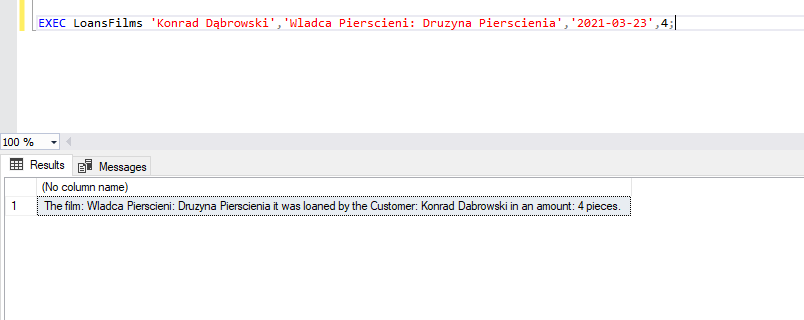 EXEC LoansFilms 'Konrad Dąbrowski','Wladca Pierscieni: Druzyna Pierscienia','2021-03-23',4;
100 %
Results Messages
(No column name)
1 The film: Wladca Pierscieni: Druzyna Pierscienia it was loaned by the Customer: Konrad Dabrowski in an amount: 4 pieces.